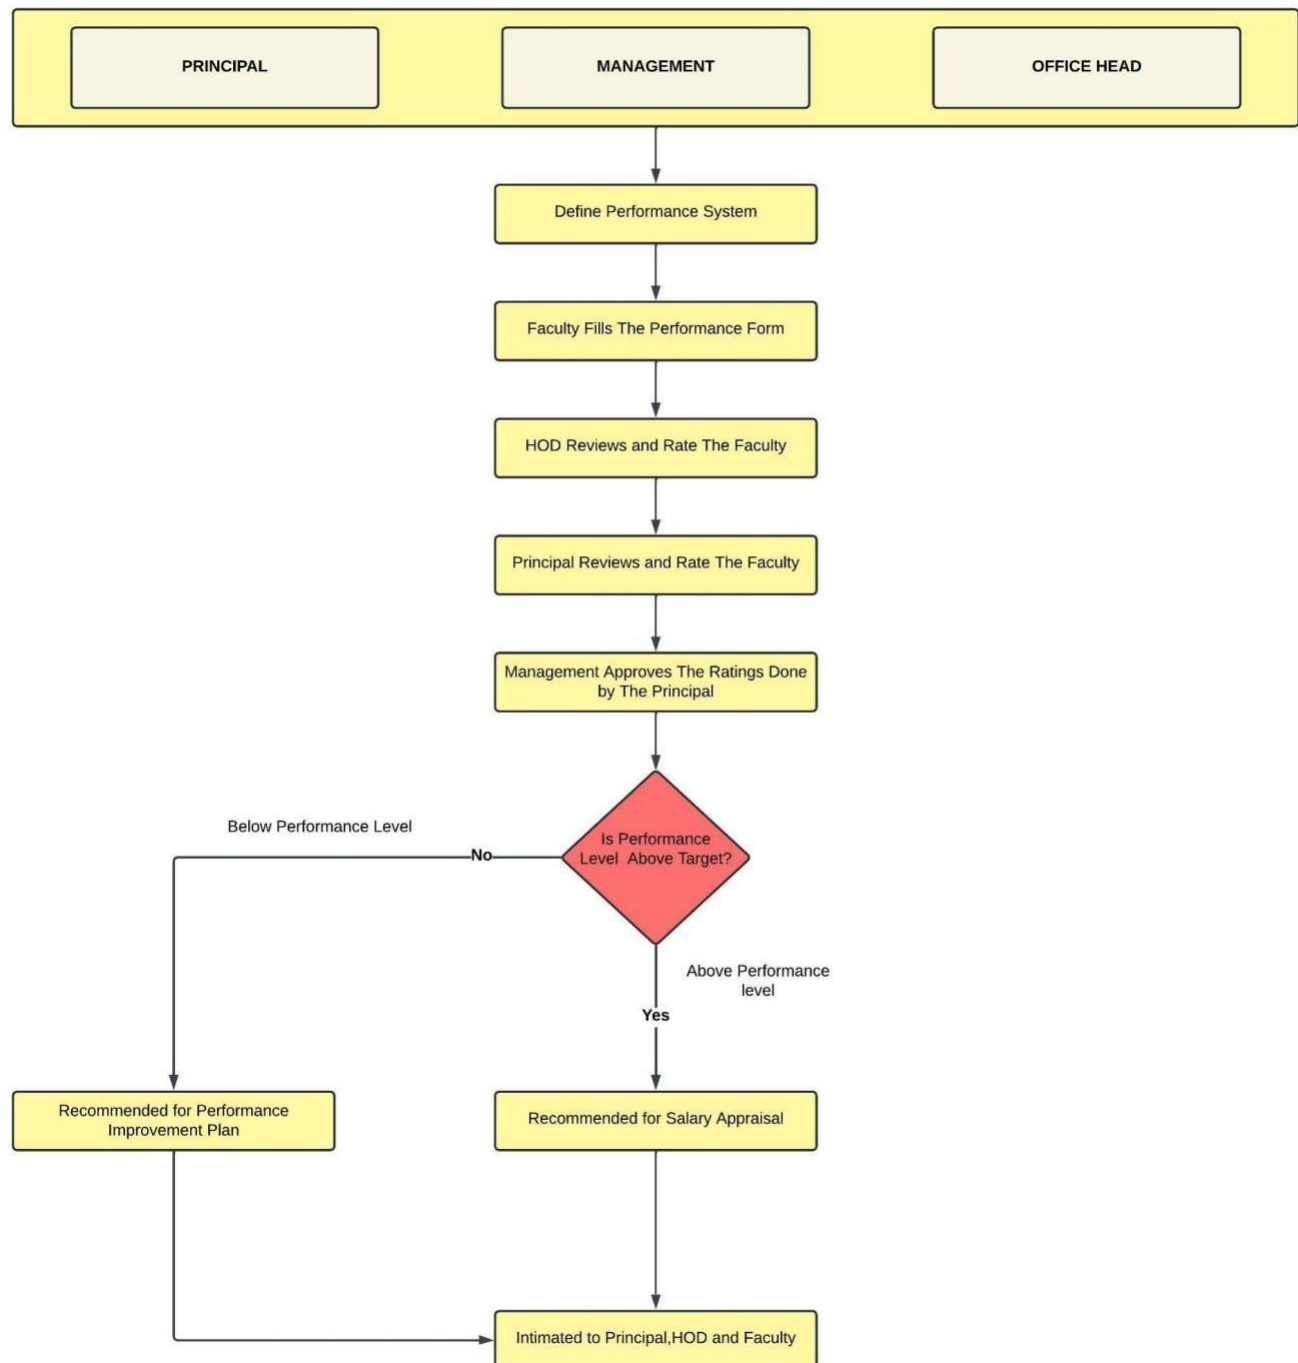 PRINCIPAL
MANAGEMENT
OFFICE HEAD
Define Performance System
Faculty Fills The Performance Form
HOD Reviews and Rate The Faculty
Principal Reviews and Rate The Faculty
Management Approves The Ratings Done
by The Principal
Is Performance
Level Above Target?
Below Performance Level
No
Above Performance
level
Yes
Recommended for Performance
Improvement Plan
Recommended for Salary Appraisal
Intimated to Principal,HOD and Faculty